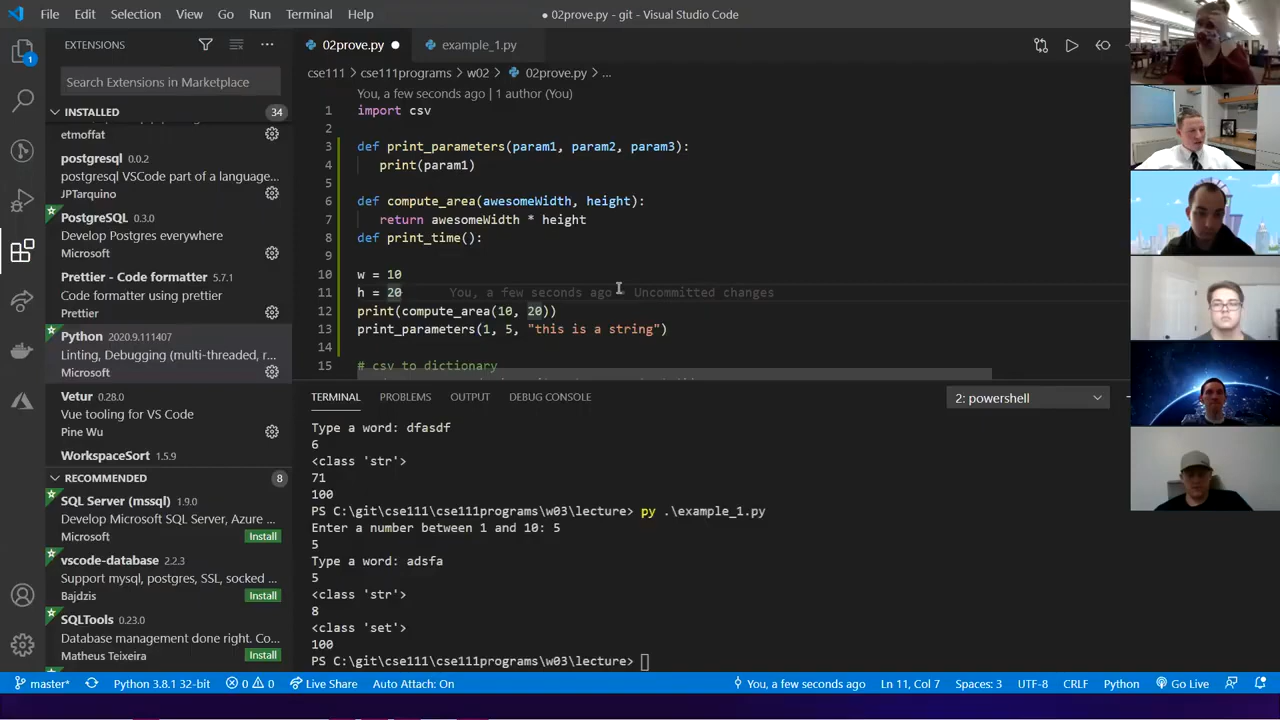 File Edit Selection View Go Run Terminal Help
● 02prove.py - git - Visual Studio Code
EXTENSIONS
Search Extensions in Marketplace
INSTALLED 34
etmoffat
postgresql 0.0.2
postgresql VSCode part of a language...
JPTarquino
PostgreSQL 0.3.0
Develop Postgres everywhere
Microsoft
Prettier - Code formatter 5.7.1
Code formatter using prettier
Prettier
Python 2020.9.111407
Linting, Debugging (multi-threaded, r...
Microsoft
Vetur 0.28.0
Vue tooling for VS Code
Pine Wu
WorkspaceSort 1.5.9
RECOMMENDED 8
SQL Server (mssql) 1.9.0
Develop Microsoft SQL Server, Azure ...
Microsoft Install
vscode-database 2.2.3
Support mysql, postgres, SSL, socked ...
Bajdzis Install
SQLTools 0.23.0
Database management done right. Co...
Matheus Teixeira Install
1
02prove.py ● example_1.py
cse111 > cse111programs > w02 > 02prove.py > ...
You, a few seconds ago | 1 author (You)
1 import csv
2
3 def print_parameters(param1, param2, param3):
4 print(param1)
5
6 def compute_area(awesomeWidth, height):
7 return awesomeWidth * height
8 def print_time():
9
10 w = 10
11 h = 20 You, a few seconds ago • Uncommitted changes
12 print(compute_area(10, 20))
13 print_parameters(1, 5, "this is a string")
14
15 # csv to dictionary
TERMINAL PROBLEMS OUTPUT DEBUG CONSOLE
2: powershell
Type a word: dfasdf
6
<class 'str'>
71
100
PS C:\git\cse111\cse111programs\w03\lecture> py .\example_1.py
Enter a number between 1 and 10: 5
5
Type a word: adsfa
5
<class 'str'>
8
<class 'set'>
100
PS C:\git\cse111\cse111programs\w03\lecture>
master* Python 3.8.1 32-bit 0 0 Live Share Auto Attach: On You, a few seconds ago Ln 11, Col 7 Spaces: 3 UTF-8 CRLF Python Go Live